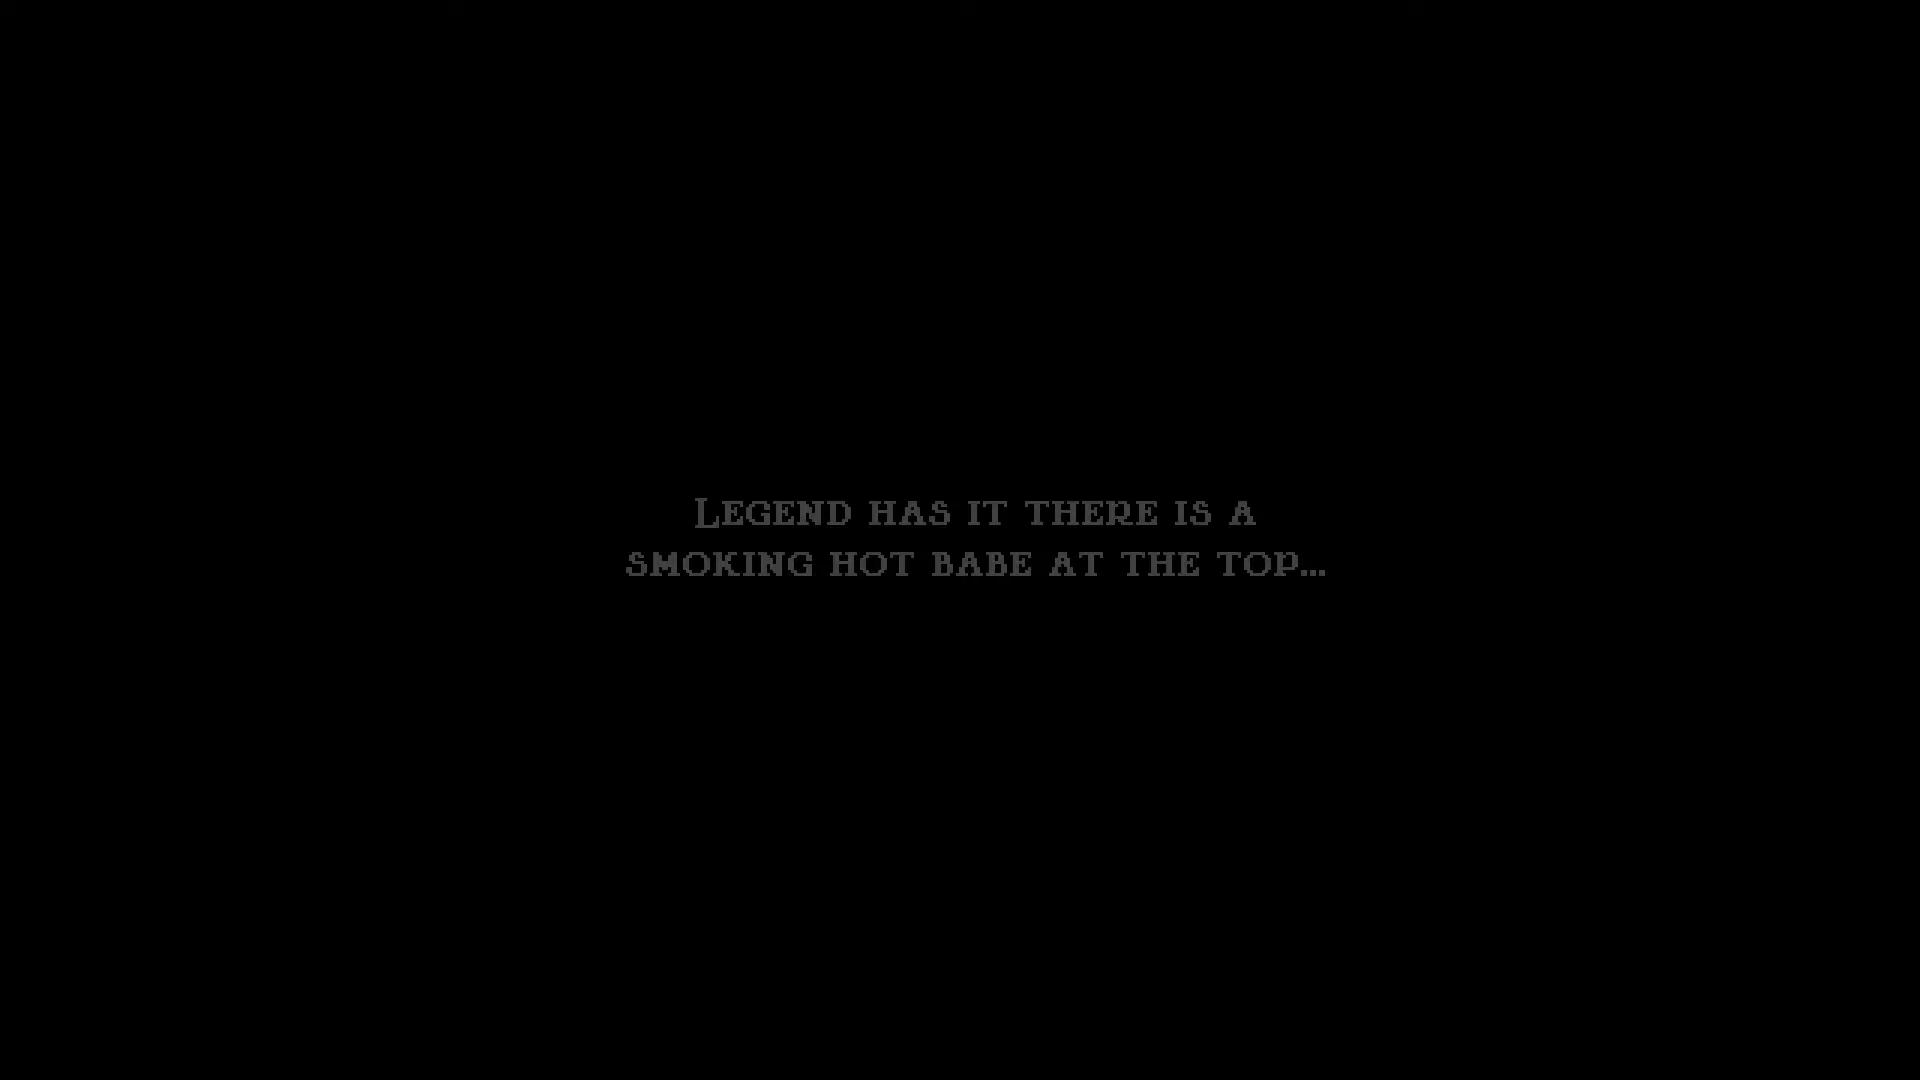 Legend has it there is a
smoking hot babe at the top...